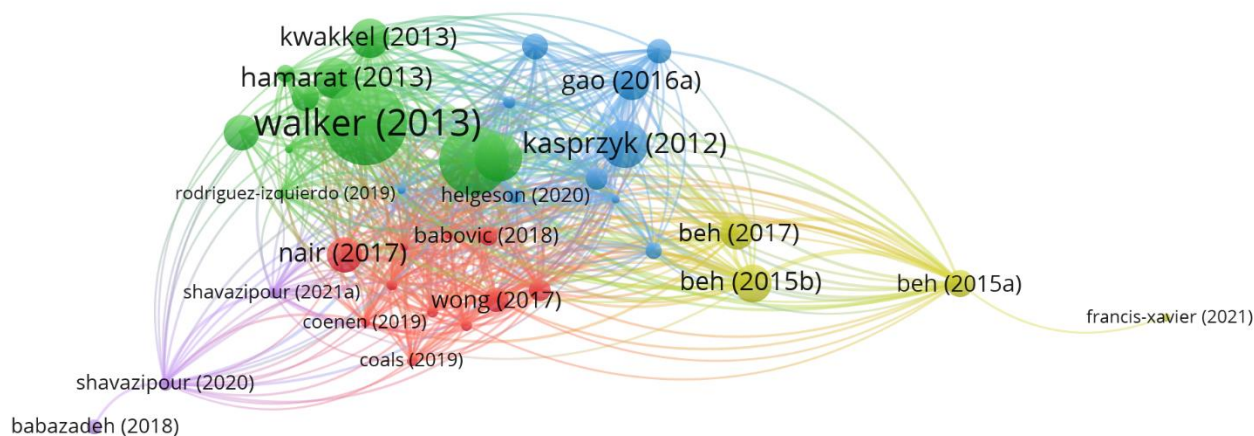 kwakkel (2013)
hamarat (2013)
gao (2016a)
walker (2013)
kasprzyk (2012)
rodriguez-izquierdo (2019)
helgeson (2020)
babovic (2018)
beh (2017)
nair (2017)
beh (2015b)
beh (2015a)
shavazipour (2021a)
wong (2017)
coenen (2019)
francis-xavier (2021)
coals (2019)
shavazipour (2020)
babazadeh (2018)